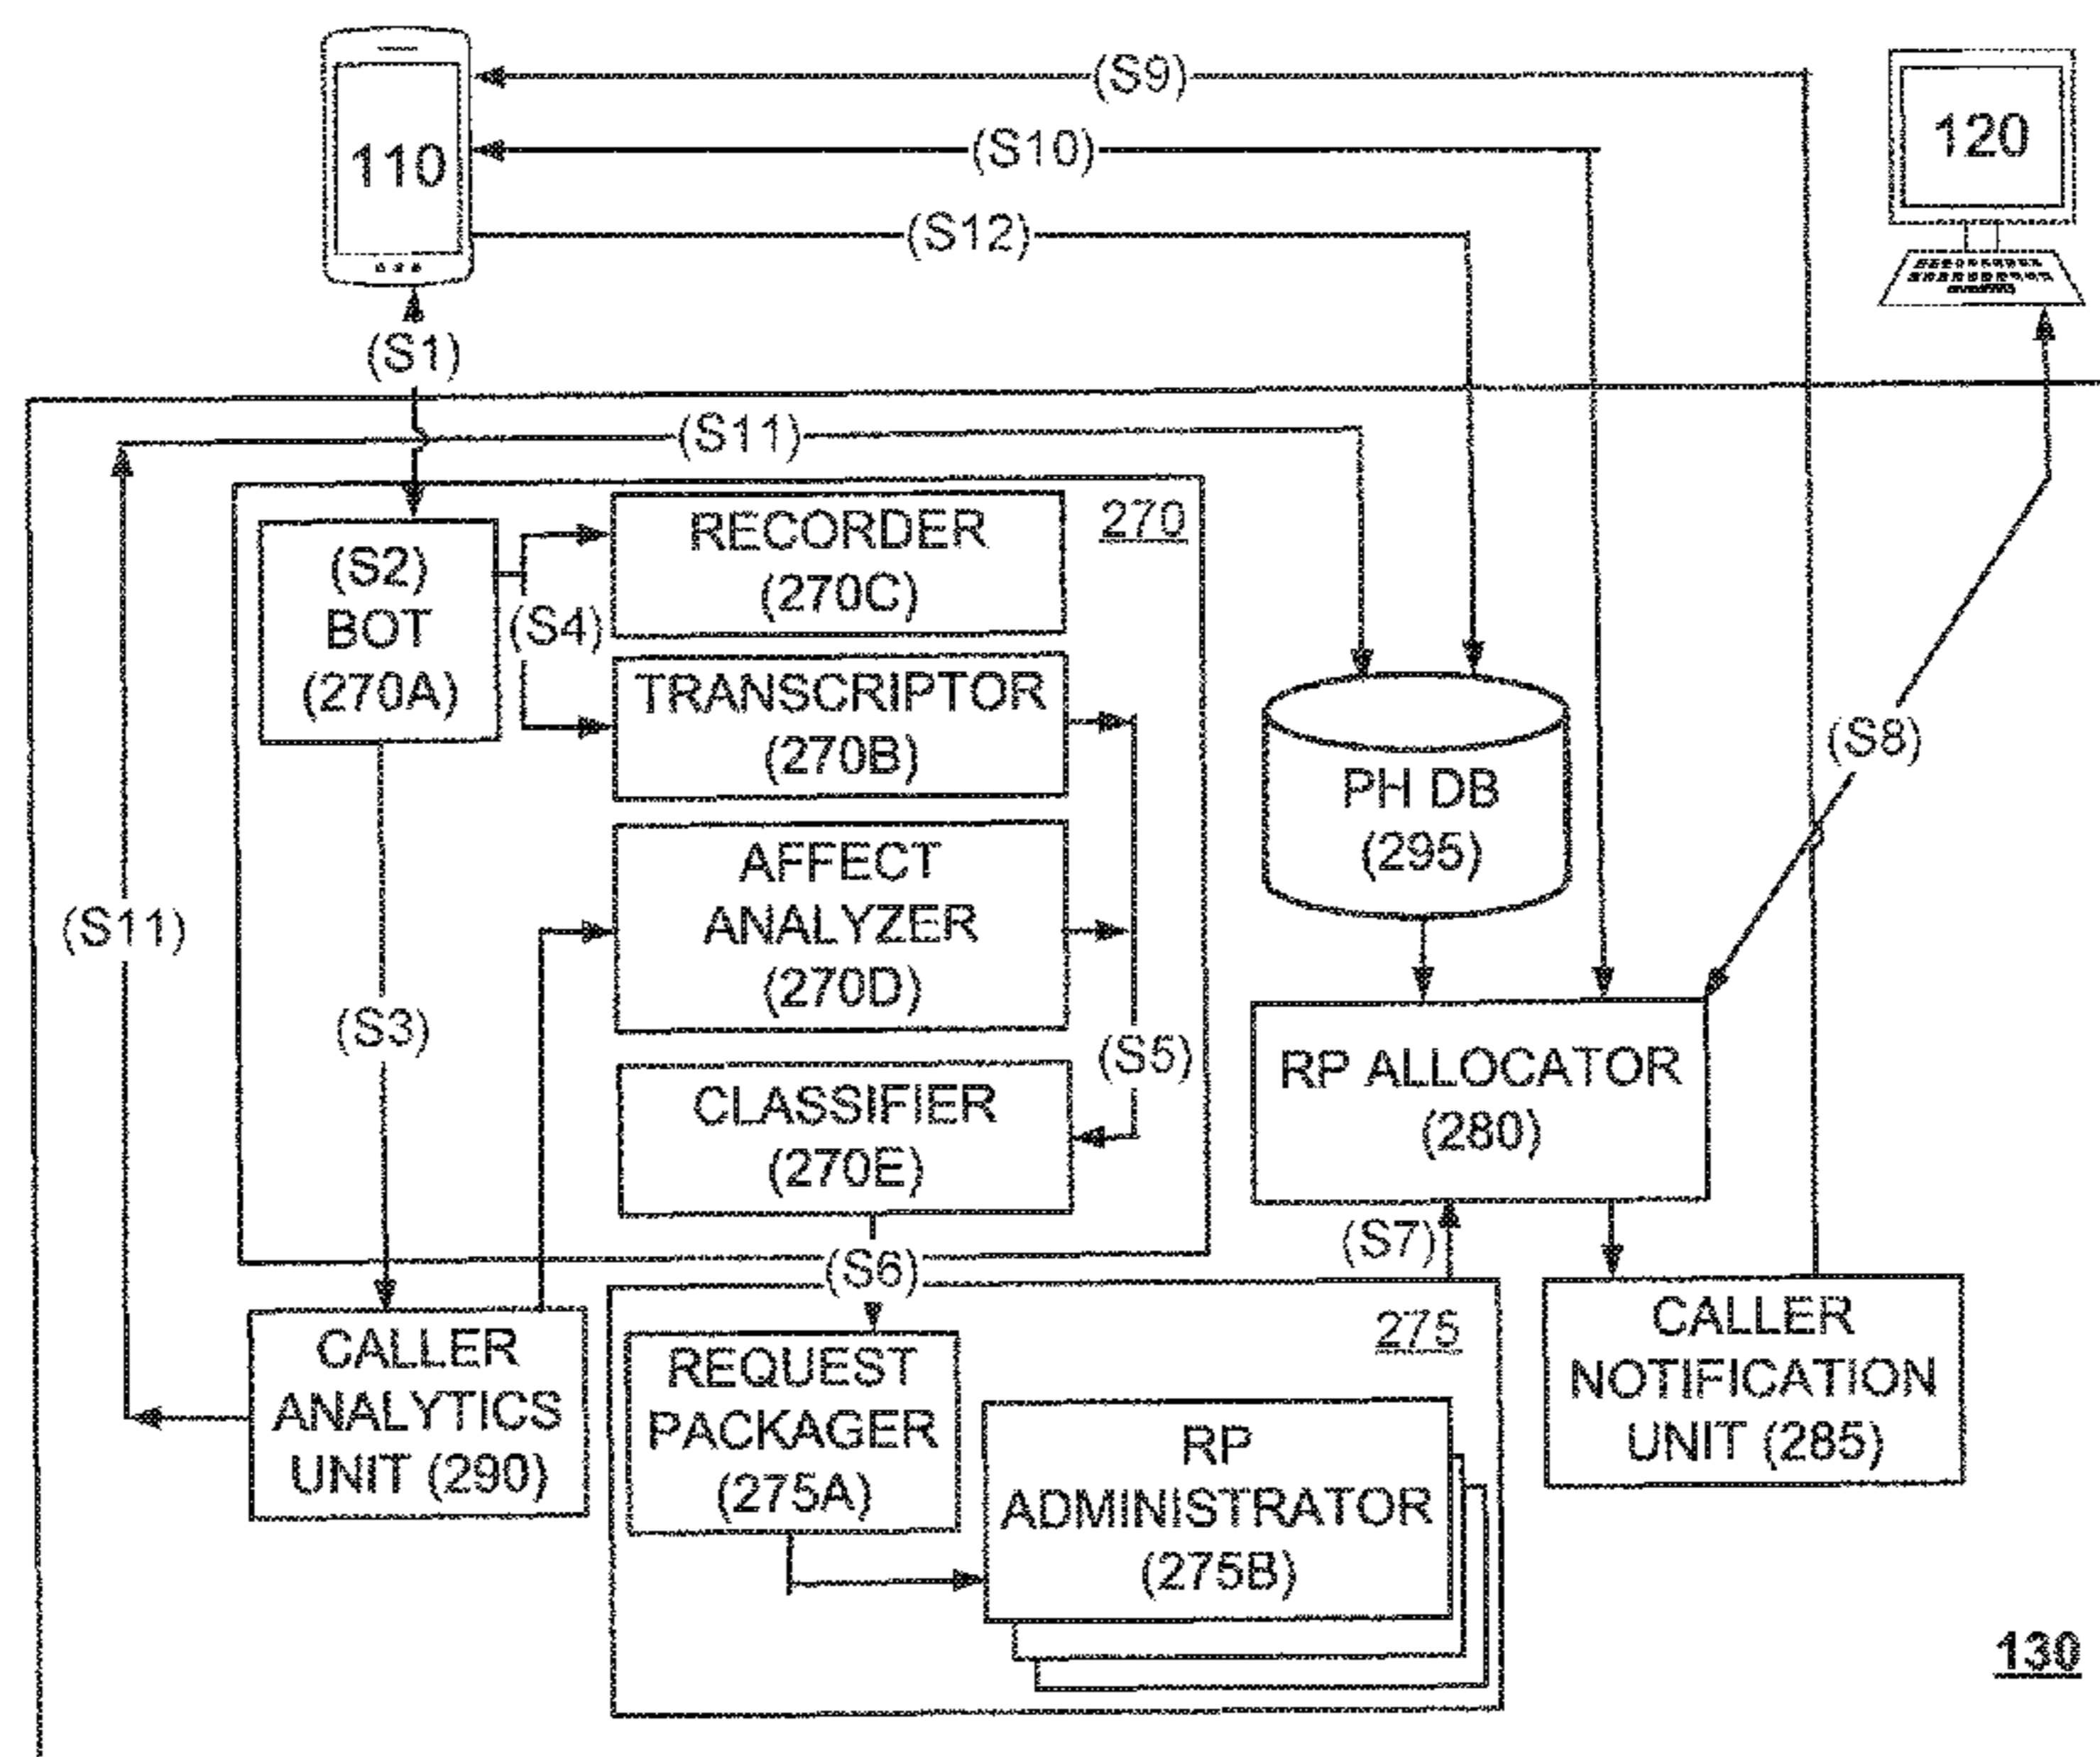 (S9)
110
120
(S10)
(S12)
(S1)
(S11)
270
RECORDER
(270C)
(S2)
BOT
(270A)
(S4)
TRANSCRIPTOR
(270B)
(S8)
PH DB
(295)
AFFECT
ANALYZER
(270D)
(S11)
(S3)
(S5)
RP ALLOCATOR
(280)
CLASSIFIER
(270E)
(S7)
(S6)
CALLER
ANALYTICS
UNIT (290)
275
REQUEST
PACKAGER
(275A)
RP
ADMINISTRATOR
(275B)
CALLER
NOTIFICATION
UNIT (285)
130